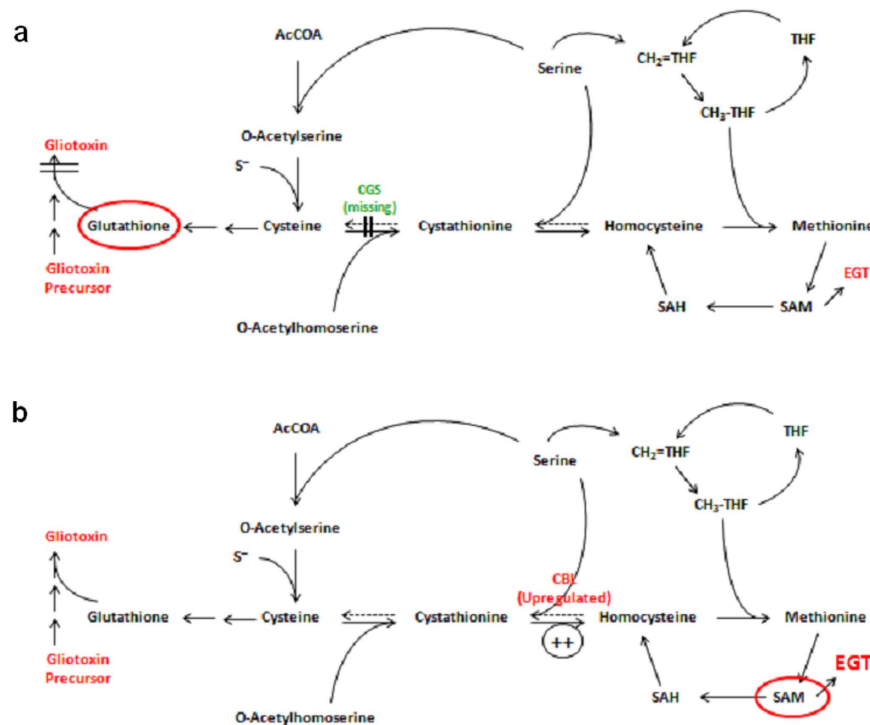 a
AcCOA
Serine
CH₂=THF
THF
CH₃-THF
Gliotoxin
O-Acetylserine
S⁻
CGS
(missing)
Glutathione
Cysteine
Cystathionine
Homocysteine
Methionine
Gliotoxin
Precursor
EGT
SAH
SAM
O-Acetylhomoserine
b
AcCOA
Serine
CH₂=THF
THF
CH₃-THF
Gliotoxin
O-Acetylserine
S⁻
CBL
(Upregulated)
Glutathione
Cysteine
Cystathionine
Homocysteine
Methionine
++
Gliotoxin
Precursor
EGT
SAH
SAM
O-Acetylhomoserine